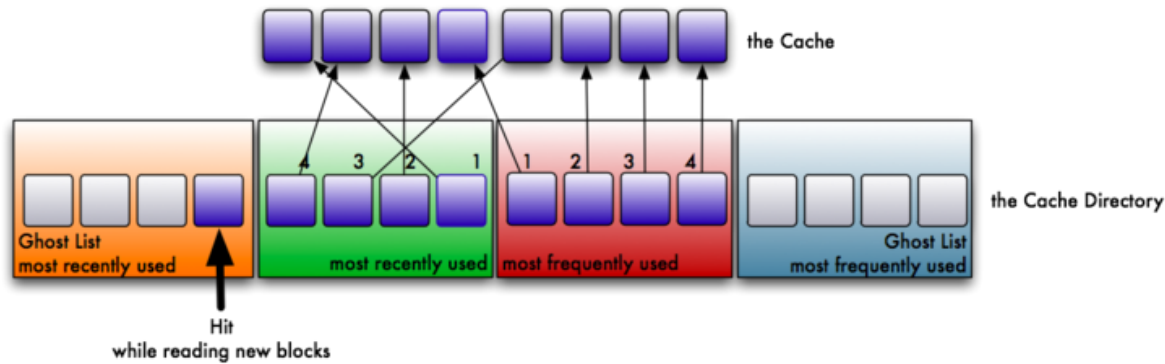 the Cache
4 3 2 1 1 2 3 4
the Cache Directory
Ghost List
most recently used
most recently used
most frequently used
Ghost List
most frequently used
Hit
while reading new blocks